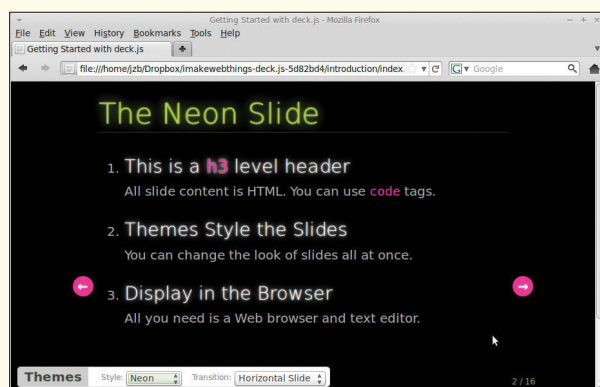 Getting Started with deck.js - Mozilla Firefox
File Edit View History Bookmarks Tools Help
Getting Started with deck.js
file:///home/jzb/Dropbox/imakewebthings-deck.js-5d82bd4/introduction/index. Google
The Neon Slide
1. This is a h3 level header
All slide content is HTML. You can use code tags.
2. Themes Style the Slides
You can change the look of slides all at once.
3. Display in the Browser
All you need is a Web browser and text editor.
Themes Style: Neon Transition: Horizontal Slide
2 / 16